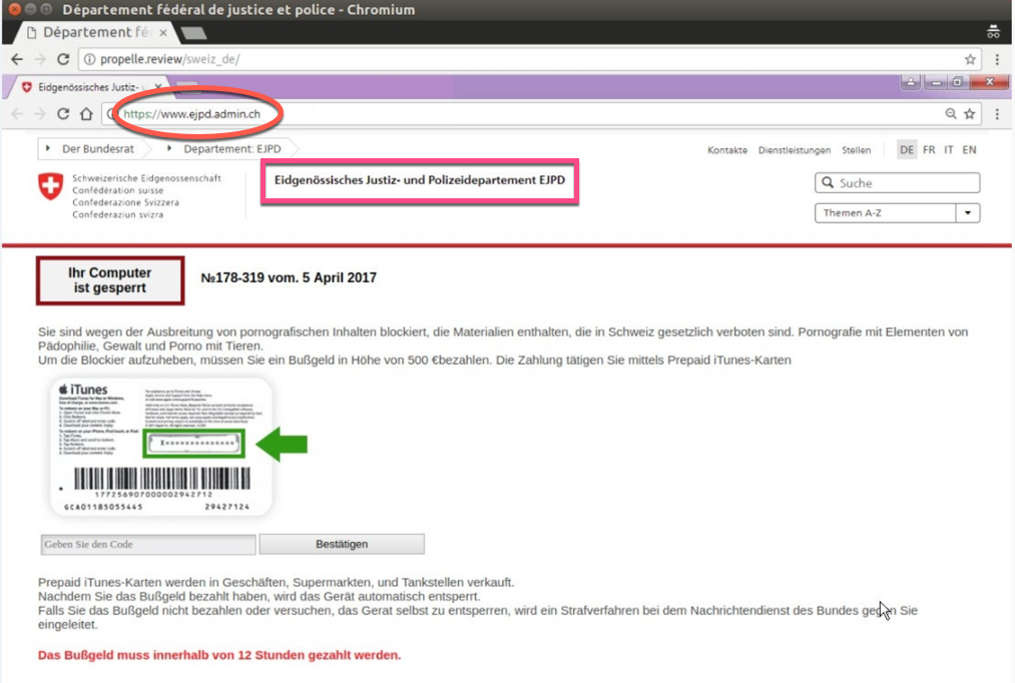 Département fédéral de justice et police - Chromium
Département fé
propelle.review/sweiz_de/
Eidgenössisches Justiz-
https://www.ejpd.admin.ch
Der Bundesrat
Departement: EJPD
Kontakte Dienstleistungen Stellen
DE FR IT EN
Schweizerische Eidgenossenschaft
Confédération suisse
Confederazione Svizzera
Confederaziun svizra
Eidgenössisches Justiz- und Polizeidepartement EJPD
Suche
Themen A-Z
Ihr Computer
ist gesperrt
№178-319 vom. 5 April 2017
Sie sind wegen der Ausbreitung von pornografischen Inhalten blockiert, die Materialien enthalten, die in Schweiz gesetzlich verboten sind. Pornografie mit Elementen von
Pädophilie, Gewalt und Porno mit Tieren.
Um die Blockier aufzuheben, müssen Sie ein Bußgeld in Höhe von 500 €bezahlen. Die Zahlung tätigen Sie mittels Prepaid iTunes-Karten
iTunes
1772569070000002942712
GCA01185055445 29427124
Geben Sie den Code
Bestätigen
Prepaid iTunes-Karten werden in Geschäften, Supermarkten, und Tankstellen verkauft.
Nachdem Sie das Bußgeld bezahlt haben, wird das Gerät automatisch entsperrt.
Falls Sie das Bußgeld nicht bezahlen oder versuchen, das Gerat selbst zu entsperren, wird ein Strafverfahren bei dem Nachrichtendienst des Bundes gegen Sie
eingeleitet.
Das Bußgeld muss innerhalb von 12 Stunden gezahlt werden.